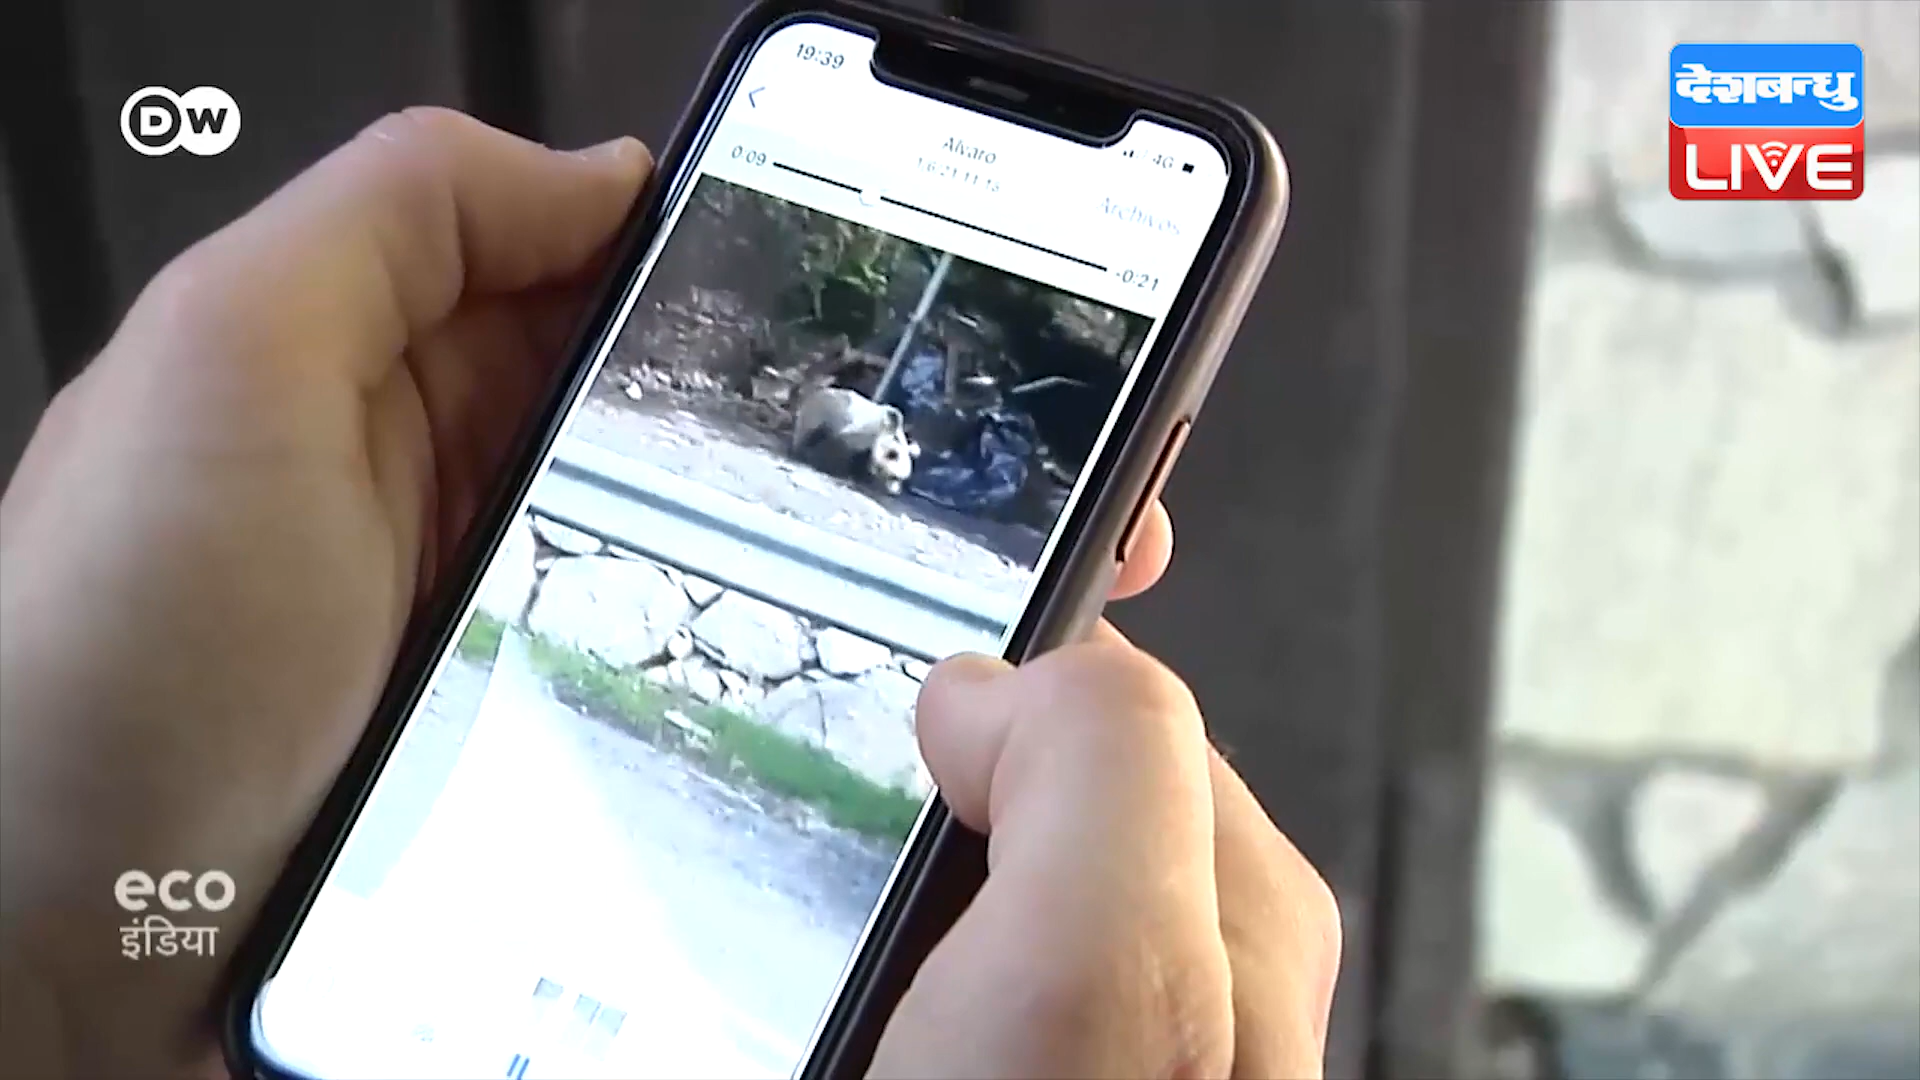 DW
देशबन्धु
LIVE
19:39
4G
Alvaro
0:09
Archivos
-0:21
eco
इंडिया